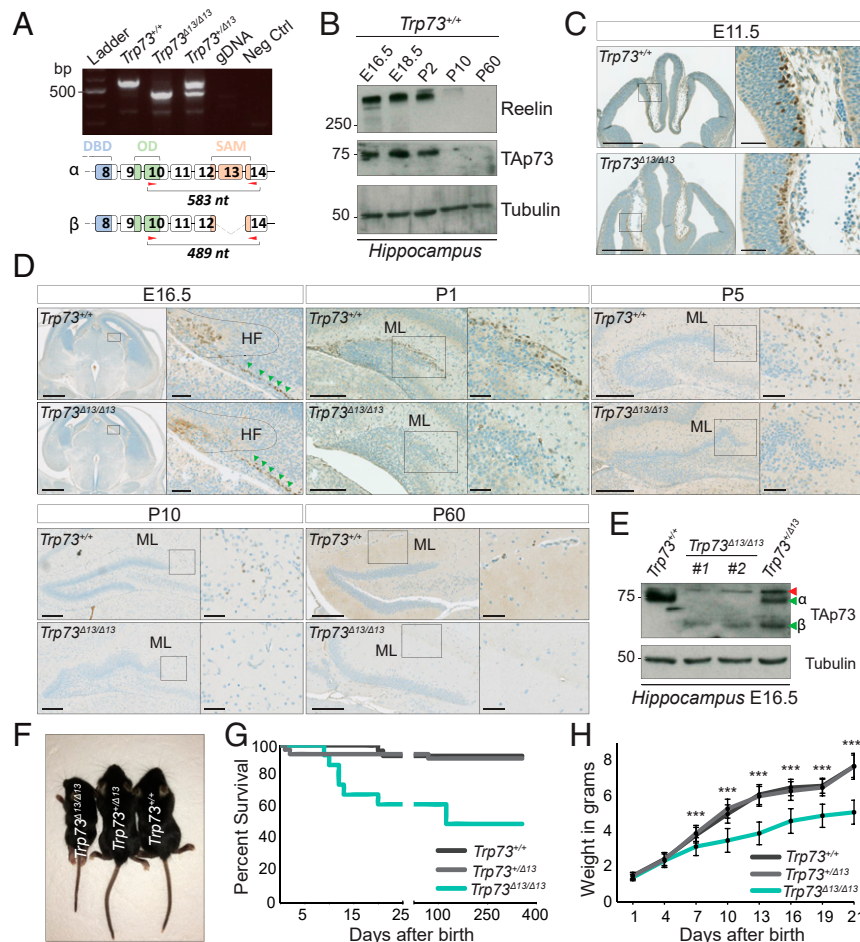 A
Ladder
Trp73+/+
Trp73Δ13/Δ13
Trp73+/Δ13
gDNA
Neg Ctrl
bp
500
DBD OD SAM
α 8 9 10 11 12 13 14
583 nt
β 8 9 10 11 12 14
489 nt
B
Trp73+/+
E16.5 E18.5 P2 P10 P60
250
Reelin
75
TAp73
50
Tubulin
Hippocampus
C
E11.5
Trp73+/+
Trp73Δ13/Δ13
D
E16.5 P1 P5
Trp73+/+ HF Trp73+/+ ML Trp73+/+ ML
Trp73Δ13/Δ13 HF Trp73Δ13/Δ13 ML Trp73Δ13/Δ13 ML
P10 P60
Trp73+/+ ML Trp73+/+ ML
Trp73Δ13/Δ13 ML Trp73Δ13/Δ13 ML
E
Trp73+/+ Trp73Δ13/Δ13 Trp73+/Δ13
#1 #2
75
α
TAp73
β
50
Tubulin
Hippocampus E16.5
F
Trp73Δ13/Δ13
Trp73+/Δ13
Trp73+/+
G
Percent Survival
100
80
60
40
20
0
5 15 25 100 250 400
Days after birth
Trp73+/+
Trp73+/Δ13
Trp73Δ13/Δ13
H
Weight in grams
10
8
6
4
2
0
*** *** *** *** *** ***
1 4 7 10 13 16 19 21
Days after birth
Trp73+/+
Trp73+/Δ13
Trp73Δ13/Δ13